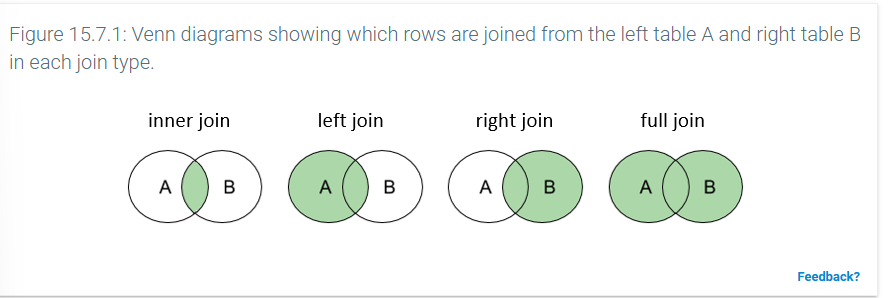 Figure 15.7.1: Venn diagrams showing which rows are joined from the left table A and right table B
in each join type.
inner join left join right join full join
A B A B A B A B
Feedback?